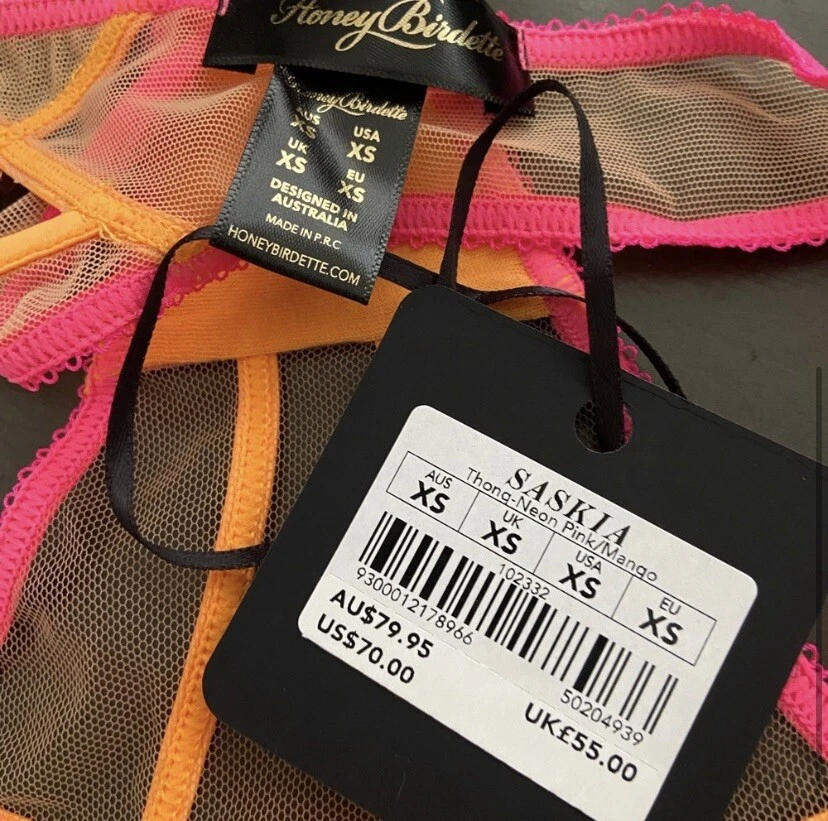 Honey Birdette
Honey Birdette
AUS USA
XS XS
UK EU
XS XS
DESIGNED IN
AUSTRALIA
MADE IN P.R.C
HONEYBIRDETTE.COM
SASKIA
Thong-Neon Pink/Mango
AUS UK USA EU
XS XS XS XS
102332
9300012178966
50204939
AU$79.95
US$70.00
UK£55.00